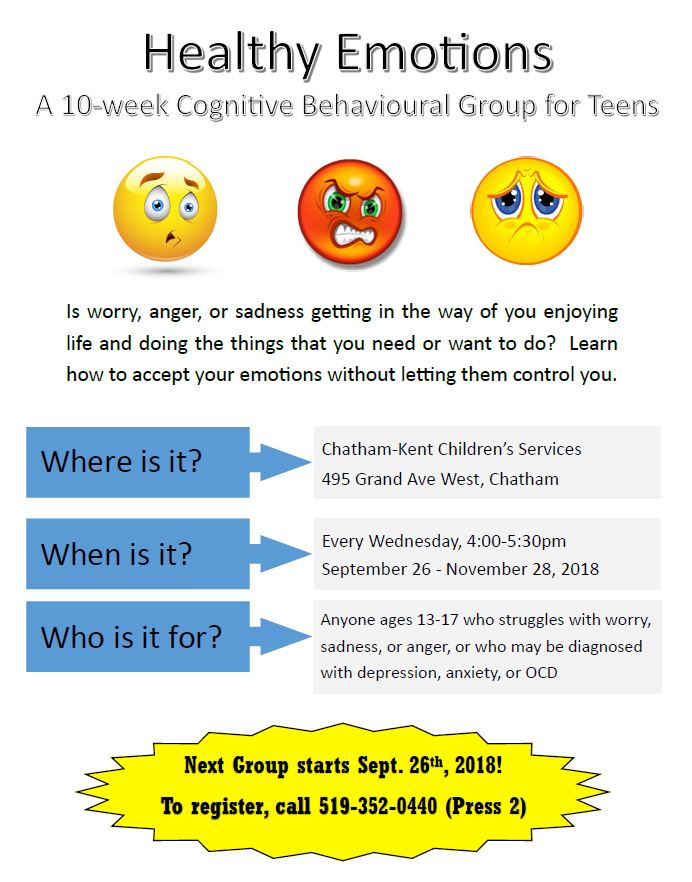 Healthy Emotions
A 10-week Cognitive Behavioural Group for Teens
Is worry, anger, or sadness getting in the way of you enjoying
life and doing the things that you need or want to do? Learn
how to accept your emotions without letting them control you.
Where is it?
Chatham-Kent Children’s Services
495 Grand Ave West, Chatham
When is it?
Every Wednesday, 4:00-5:30pm
September 26 - November 28, 2018
Who is it for?
Anyone ages 13-17 who struggles with worry,
sadness, or anger, or who may be diagnosed
with depression, anxiety, or OCD
Next Group starts Sept. 26th, 2018!
To register, call 519-352-0440 (Press 2)